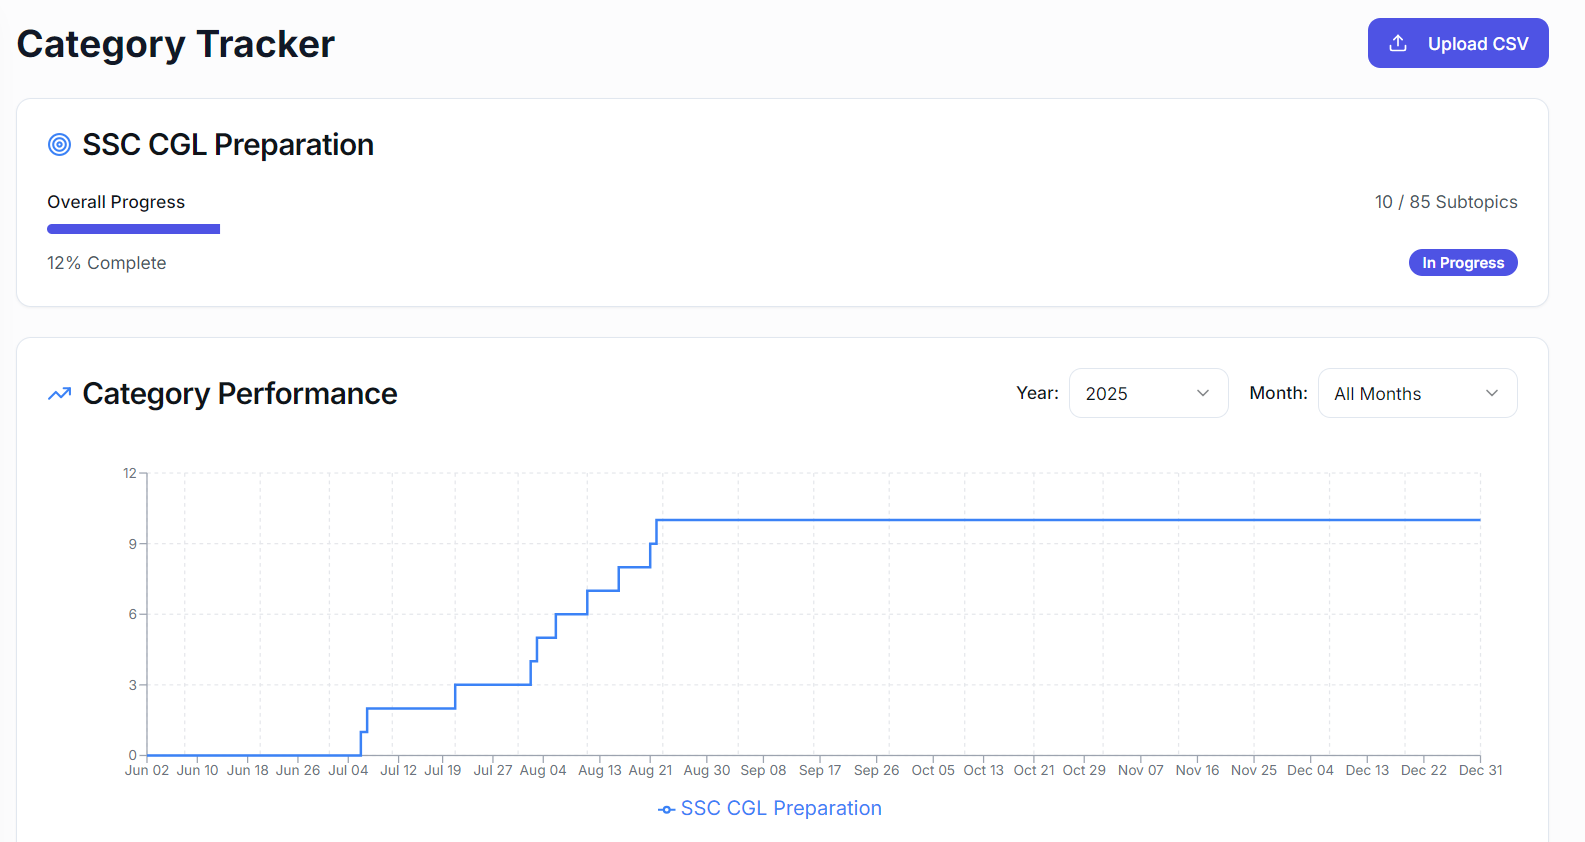 Category Tracker
Upload CSV
SSC CGL Preparation
Overall Progress
10 / 85 Subtopics
12% Complete
In Progress
Category Performance
Year:
2025
Month:
All Months
12
9
6
3
0
Jun 02 Jun 10 Jun 18 Jun 26 Jul 04 Jul 12 Jul 19 Jul 27 Aug 04 Aug 13 Aug 21 Aug 30 Sep 08 Sep 17 Sep 26 Oct 05 Oct 13 Oct 21 Oct 29 Nov 07 Nov 16 Nov 25 Dec 04 Dec 13 Dec 22 Dec 31
SSC CGL Preparation